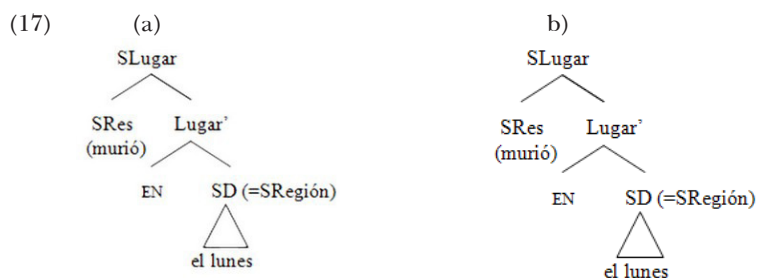 (17) (a) b)
SLugar SLugar
SRes Lugar’ SRes Lugar’
(murió) (murió)
EN SD (=SRegión) EN SD (=SRegión)
el lunes el lunes